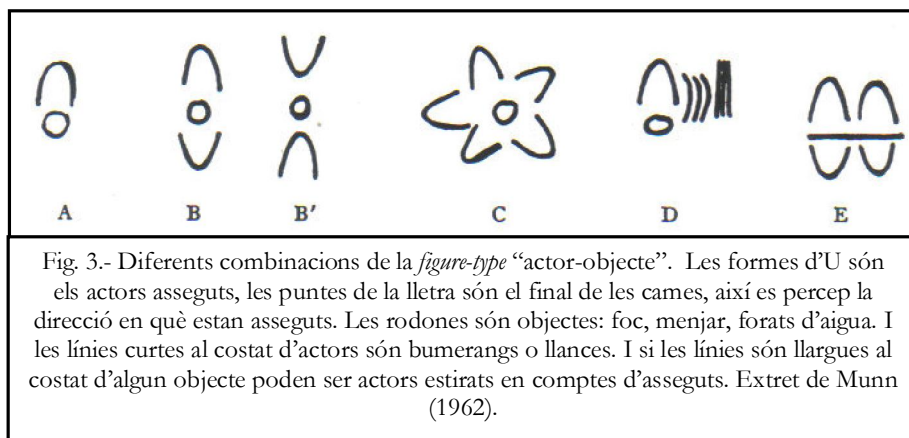 A B B' C D E
Fig. 3.- Diferents combinacions de la figure-type “actor-objecte”. Les formes d’U són
els actors asseguts, les puntes de la lletra són el final de les cames, així es percep la
direcció en què estan asseguts. Les rodones són objectes: foc, menjar, forats d’aigua. I
les línies curtes al costat d’actors són bumerangs o llances. I si les línies són llargues al
costat d’algun objecte poden ser actors estirats en comptes d’asseguts. Extret de Munn
(1962).